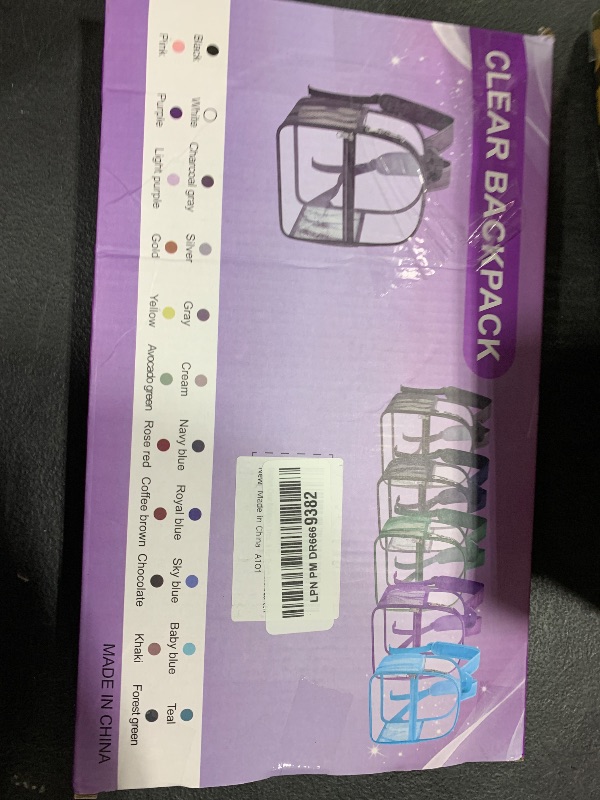 CLEAR BACKPACK
LPN PM DR6669382
New Made in China A101
Black White Charcoal gray Silver Gray Cream Navy blue Royal blue Sky blue Baby blue Teal
Pink Purple Light purple Gold Yellow Avocado green Rose red Coffee brown Chocolate Khaki Forest green
MADE IN CHINA